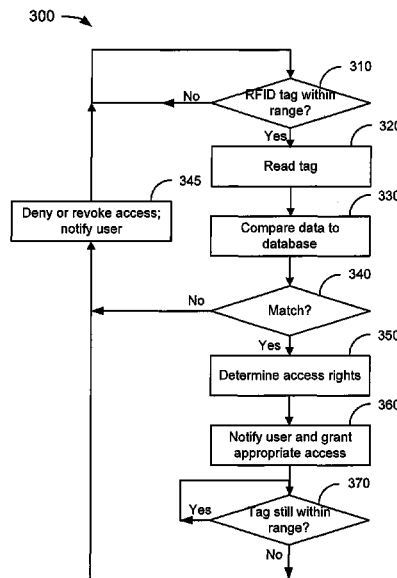 300
310
RFID tag within
range?
No
Yes
320
Read tag
345
Deny or revoke access;
notify user
330
Compare data to
database
340
Match?
No
Yes
350
Determine access rights
360
Notify user and grant
appropriate access
370
Tag still within
range?
Yes
No